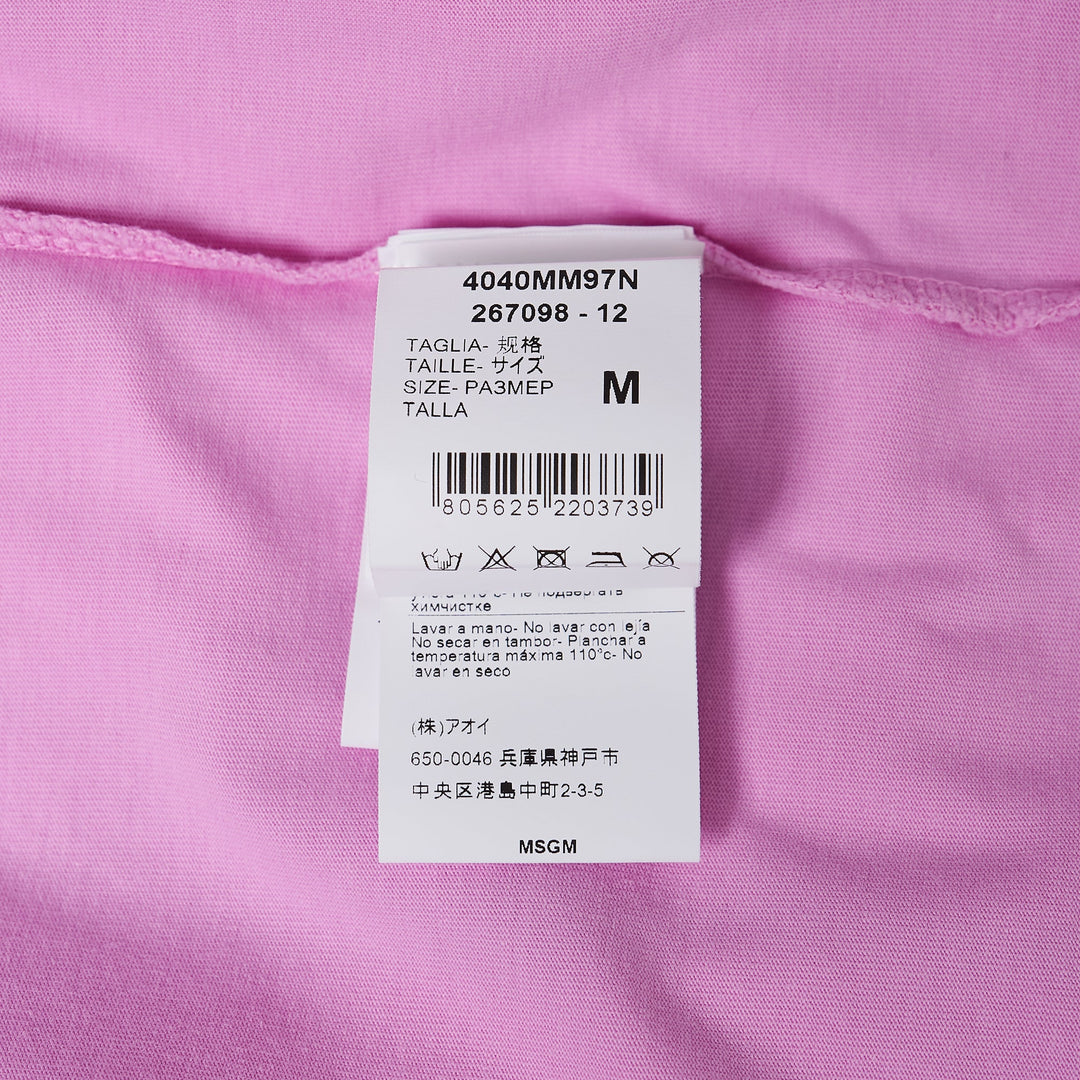 4040MM97N
267098 - 12
TAGLIA- 规格
TAILLE- サイズ
SIZE- РАЗМЕР
TALLA
M
805625 2203739
химчистке
Lavar a mano- No lavar con lejía
No secar en tambor- Planchar a
temperatura máxima 110°c- No
lavar en seco
(株)アオイ
650-0046 兵庫県神戸市
中央区港島中町2-3-5
MSGM